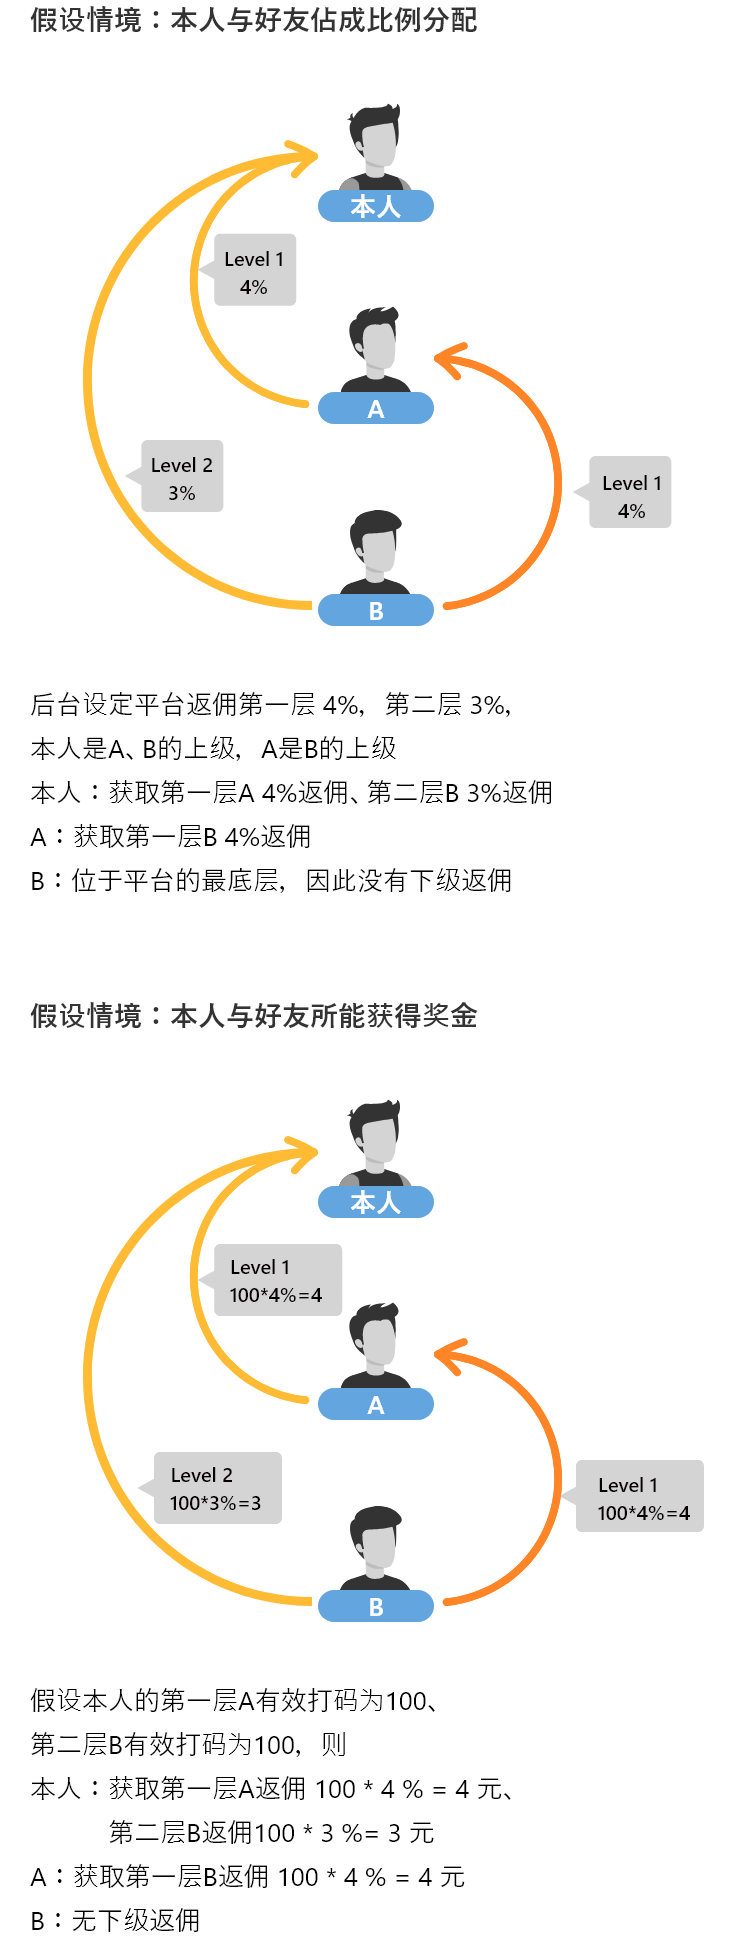 假设情境：本人与好友佔成比例分配
本人
Level 1
4%
A
Level 2
3%
Level 1
4%
B
后台设定平台返佣第一层 4%，第二层 3%，
本人是A、B的上级，A是B的上级
本人：获取第一层A 4%返佣、第二层B 3%返佣
A：获取第一层B 4%返佣
B：位于平台的最底层，因此没有下级返佣
假设情境：本人与好友所能获得奖金
本人
Level 1
100*4%=4
A
Level 2
100*3%=3
Level 1
100*4%=4
B
假设本人的第一层A有效打码为100、
第二层B有效打码为100，则
本人：获取第一层A返佣 100 * 4 % = 4 元、
第二层B返佣100 * 3 %= 3 元
A：获取第一层B返佣 100 * 4 % = 4 元
B：无下级返佣